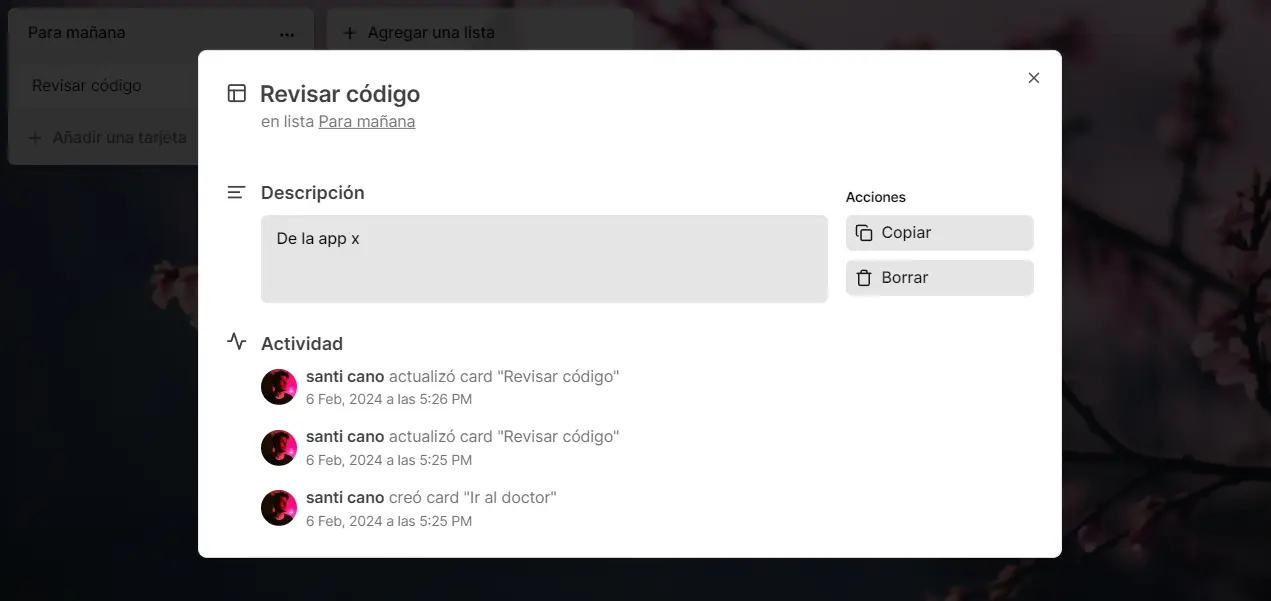 Para mañana
Agregar una lista
Revisar código
Añadir una tarjeta
Revisar código
en lista Para mañana
Descripción
De la app x
Acciones
Copiar
Borrar
Actividad
santi cano actualizó card "Revisar código"
6 Feb, 2024 a las 5:26 PM
santi cano actualizó card "Revisar código"
6 Feb, 2024 a las 5:25 PM
santi cano creó card "Ir al doctor"
6 Feb, 2024 a las 5:25 PM